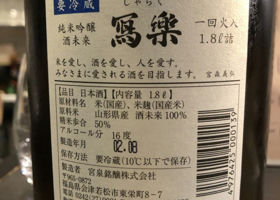 要冷蔵
しゃらく
純米吟醸
酒未来
寫樂
一回火入
1.8ℓ詰
米を愛し、酒を愛し、人を愛す。
みなさまに愛される酒を目指します。
宮森義弘
【品目】日本酒 【内容量】1.8ℓ
原材料名 米(国産)、米麹(国産米)
原料米 山形県産 酒未来100%
精米歩合 50%
アルコール分 16度
製造年月 02.08
保存方法 要冷蔵(10℃以下で保存)
製造者 宮泉銘醸株式会社
〒965-0872
福島県会津若松市東栄町8-7
4976425000139